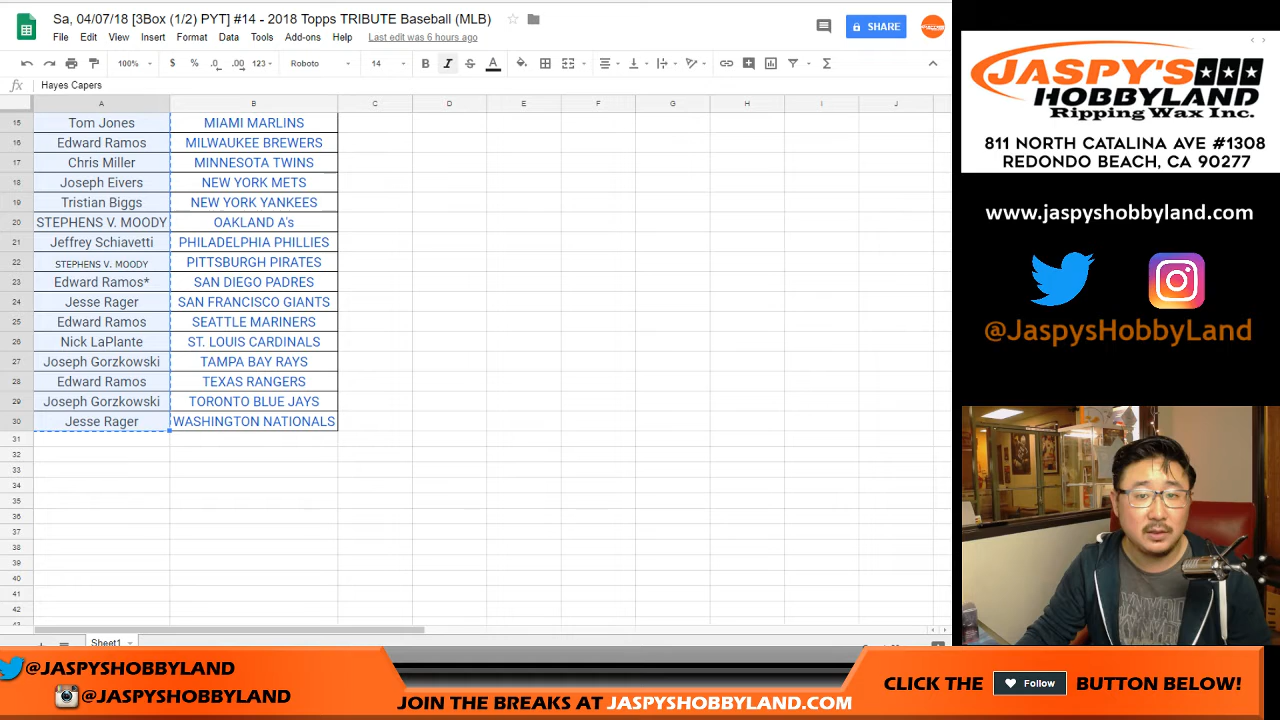 Sa, 04/07/18 [3Box (1/2) PYT] #14 - 2018 Topps TRIBUTE Baseball (MLB)
File Edit View Insert Format Data Tools Add-ons Help Last edit was 6 hours ago
SHARE
100% $ % .0 .00 123 Roboto 14 B I S A
fx Hayes Capers
A B C D E F G H I J
15 Tom Jones MIAMI MARLINS
16 Edward Ramos MILWAUKEE BREWERS
17 Chris Miller MINNESOTA TWINS
18 Joseph Eivers NEW YORK METS
19 Tristian Biggs NEW YORK YANKEES
20 STEPHENS V. MOODY OAKLAND A's
21 Jeffrey Schiavetti PHILADELPHIA PHILLIES
22 STEPHENS V. MOODY PITTSBURGH PIRATES
23 Edward Ramos* SAN DIEGO PADRES
24 Jesse Rager SAN FRANCISCO GIANTS
25 Edward Ramos SEATTLE MARINERS
26 Nick LaPlante ST. LOUIS CARDINALS
27 Joseph Gorzkowski TAMPA BAY RAYS
28 Edward Ramos TEXAS RANGERS
29 Joseph Gorzkowski TORONTO BLUE JAYS
30 Jesse Rager WASHINGTON NATIONALS
31
32
33
34
35
36
37
38
39
40
41
42
Sheet1
JASPY'S
HOBBYLAND
Ripping Wax Inc.
811 NORTH CATALINA AVE #1308
REDONDO BEACH, CA 90277
www.jaspyshobbyland.com
@JaspysHobbyLand
@JASPYSHOBBYLAND
@JASPYSHOBBYLAND
JOIN THE BREAKS AT JASPYSHOBBYLAND.COM
CLICK THE Follow BUTTON BELOW!